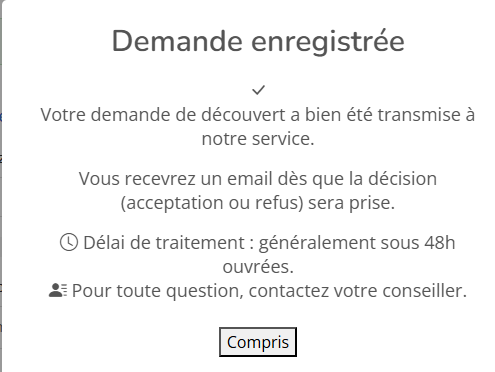 Demande enregistrée
Votre demande de découvert a bien été transmise à
notre service.
Vous recevrez un email dès que la décision
(acceptation ou refus) sera prise.
Délai de traitement : généralement sous 48h
ouvrées.
Pour toute question, contactez votre conseiller.
Compris